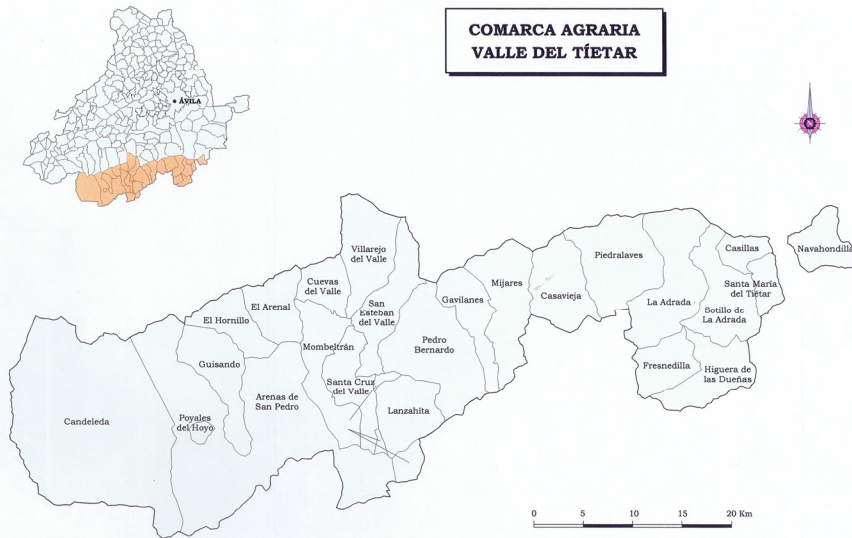 COMARCA AGRARIA
VALLE DEL TÍETAR
ÁVILA
Villarejo
del Valle
Casillas
Navahondilla
Piedralaves
Cuevas
del Valle
Mijares
Santa María
del Tiétar
Casavieja
Gavilanes
La Adrada
El Arenal
San
Esteban
del Valle
Sotillo de
La Adrada
El Hornillo
Pedro
Bernardo
Mombeltrán
Guisando
Fresnedilla
Higuera de
las Dueñas
Santa Cruz
del Valle
Arenas de
San Pedro
Lanzahíta
Candeleda
Poyales
del Hoyo
0 5 10 15 20 Km